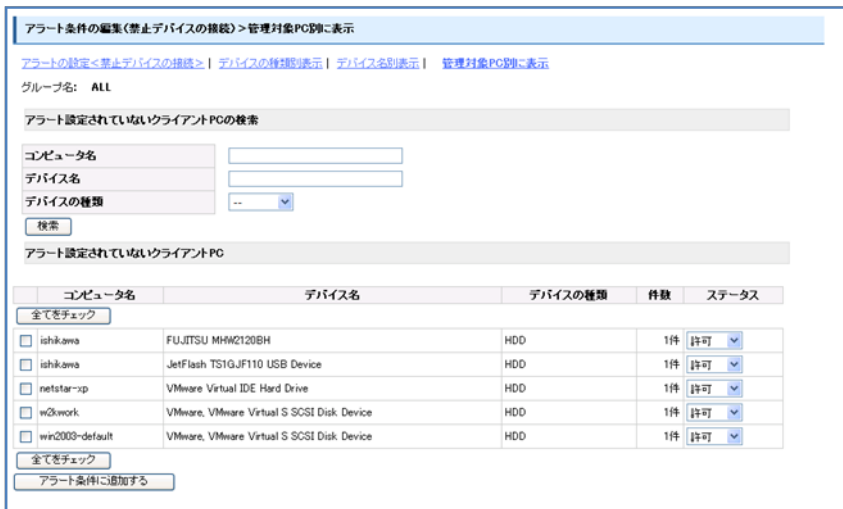 アラート条件の編集(禁止デバイスの接続)>管理対象PC別に表示
アラートの設定<禁止デバイスの接続> | デバイスの種類別表示 | デバイス名別表示 | 管理対象PC別に表示
グループ名: ALL
アラート設定されていないクライアントPCの検索
コンピュータ名
デバイス名
デバイスの種類 --
検索
アラート設定されていないクライアントPC
コンピュータ名 デバイス名 デバイスの種類 件数 ステータス
全てをチェック
ishikawa FUJITSU MHW2120BH HDD 1件 許可
ishikawa JetFlash TS1GJF110 USB Device HDD 1件 許可
netstar-xp VMware Virtual IDE Hard Drive HDD 1件 許可
w2kwork VMware, VMware Virtual S SCSI Disk Device HDD 1件 許可
win2003-default VMware, VMware Virtual S SCSI Disk Device HDD 1件 許可
全てをチェック
アラート条件に追加する